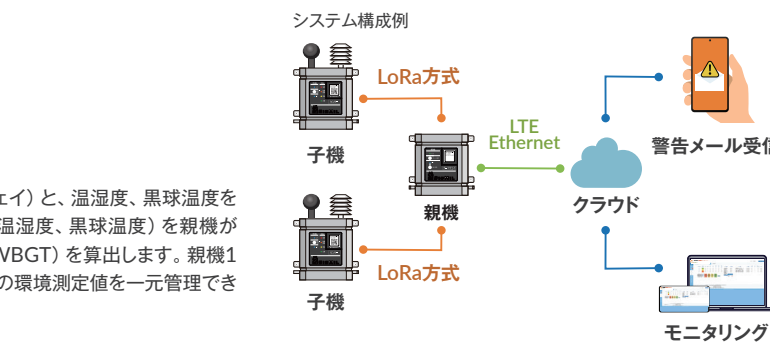 システム構成例
LoRa方式
LTE
Ethernet
子機
警告メール受信
ェイ）と、温湿度、黒球温度を
温湿度、黒球温度）を親機が
WBGT）を算出します。親機1
の環境測定値を一元管理でき
親機
クラウド
LoRa方式
子機
モニタリング